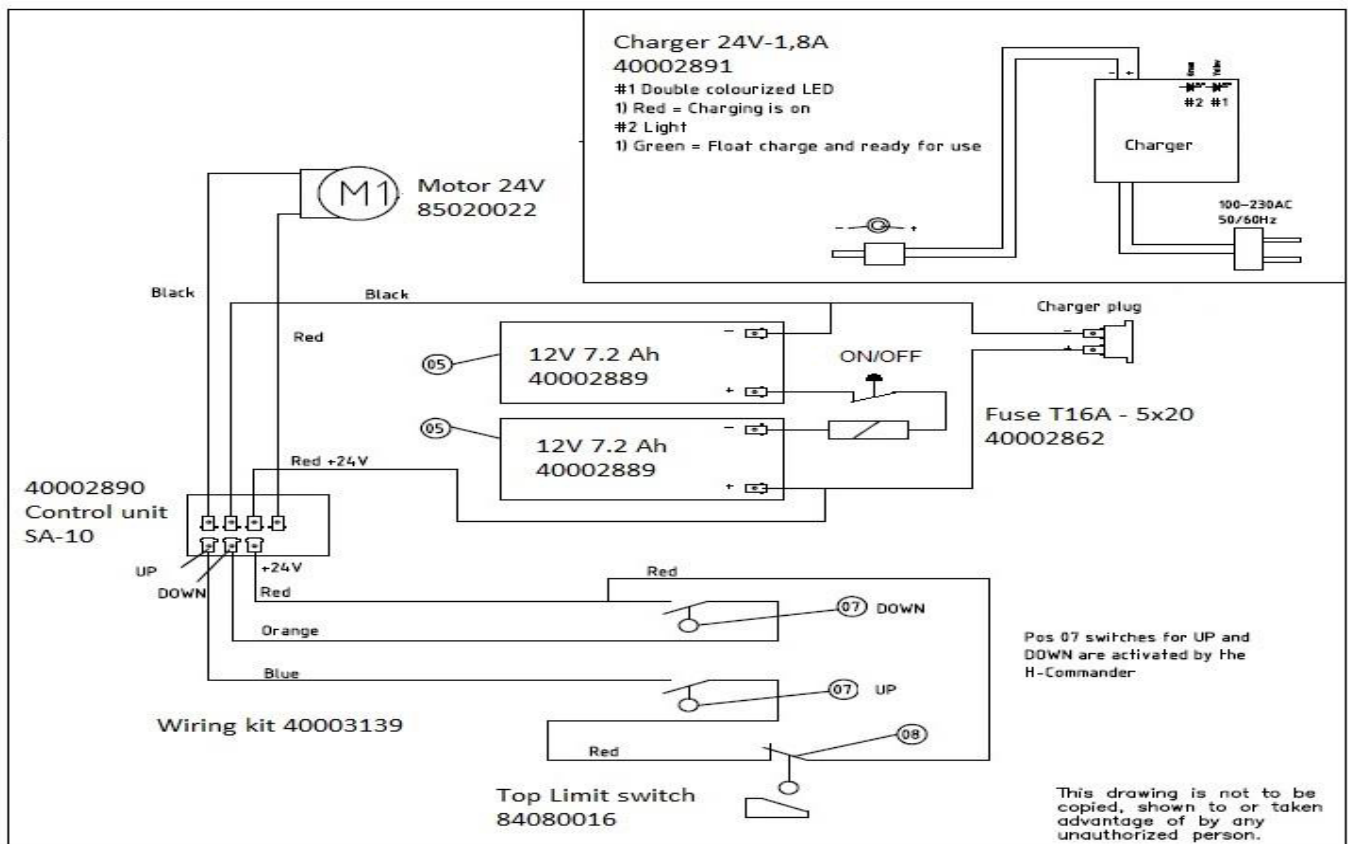 Charger 24V-1,8A
40002891
#1 Double colourized LED
1) Red = Charging is on
#2 Light
1) Green = Float charge and ready for use
- +
#2 #1
Charger
100-230AC
50/60Hz
- +
M1
Motor 24V
85020022
Black
Black
Red
Charger plug
-
+
05
12V 7.2 Ah
40002889
-
+
ON/OFF
Fuse T16A - 5x20
40002862
05
12V 7.2 Ah
40002889
-
+
Red +24V
40002890
Control unit
SA-10
UP
DOWN
+24V
Red
Red
07 DOWN
Orange
Pos 07 switches for UP and
DOWN are activated by the
H-Commander
Blue
07 UP
Wiring kit 40003139
08
Red
Top Limit switch
84080016
This drawing is not to be
copied, shown to or taken
advantage of by any
unauthorized person.